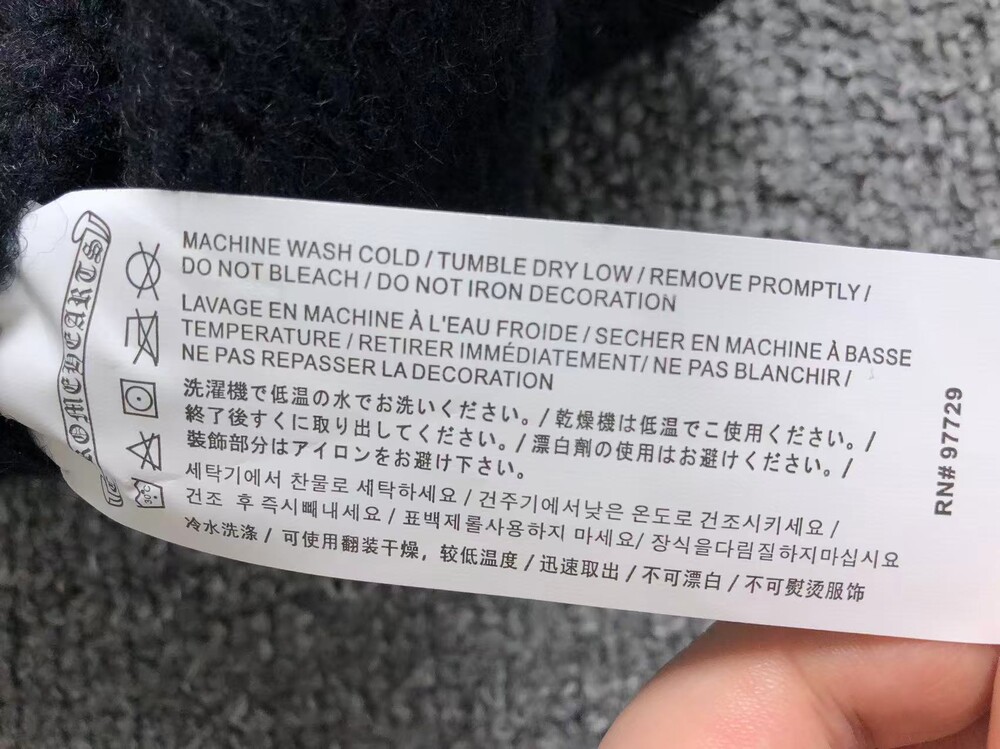 MACHINE WASH COLD / TUMBLE DRY LOW / REMOVE PROMPTLY /
DO NOT BLEACH / DO NOT IRON DECORATION
LAVAGE EN MACHINE À L'EAU FROIDE / SECHER EN MACHINE À BASSE
TEMPERATURE / RETIRER IMMÉDIATEMENT/ NE PAS BLANCHIR /
NE PAS REPASSER LA DECORATION
洗濯機で低温の水でお洗いください。/ 乾燥機は低温でご使用ください。/
終了後すぐに取り出してください。/ 漂白劑の使用はお避けください。/
裝飾部分はアイロンをお避け下さい。
세탁기에서 찬물로 세탁하세요 / 건주기에서낮은 온도로 건조시키세요 /
건조 후 즉시빼내세요 / 표백제롤사용하지 마세요/ 장식을다림질하지마십시요
冷水洗涤 / 可使用翻装干燥，较低温度 / 迅速取出 / 不可漂白 / 不可熨烫服饰
RN# 97729
OMEHEARTS
30°C